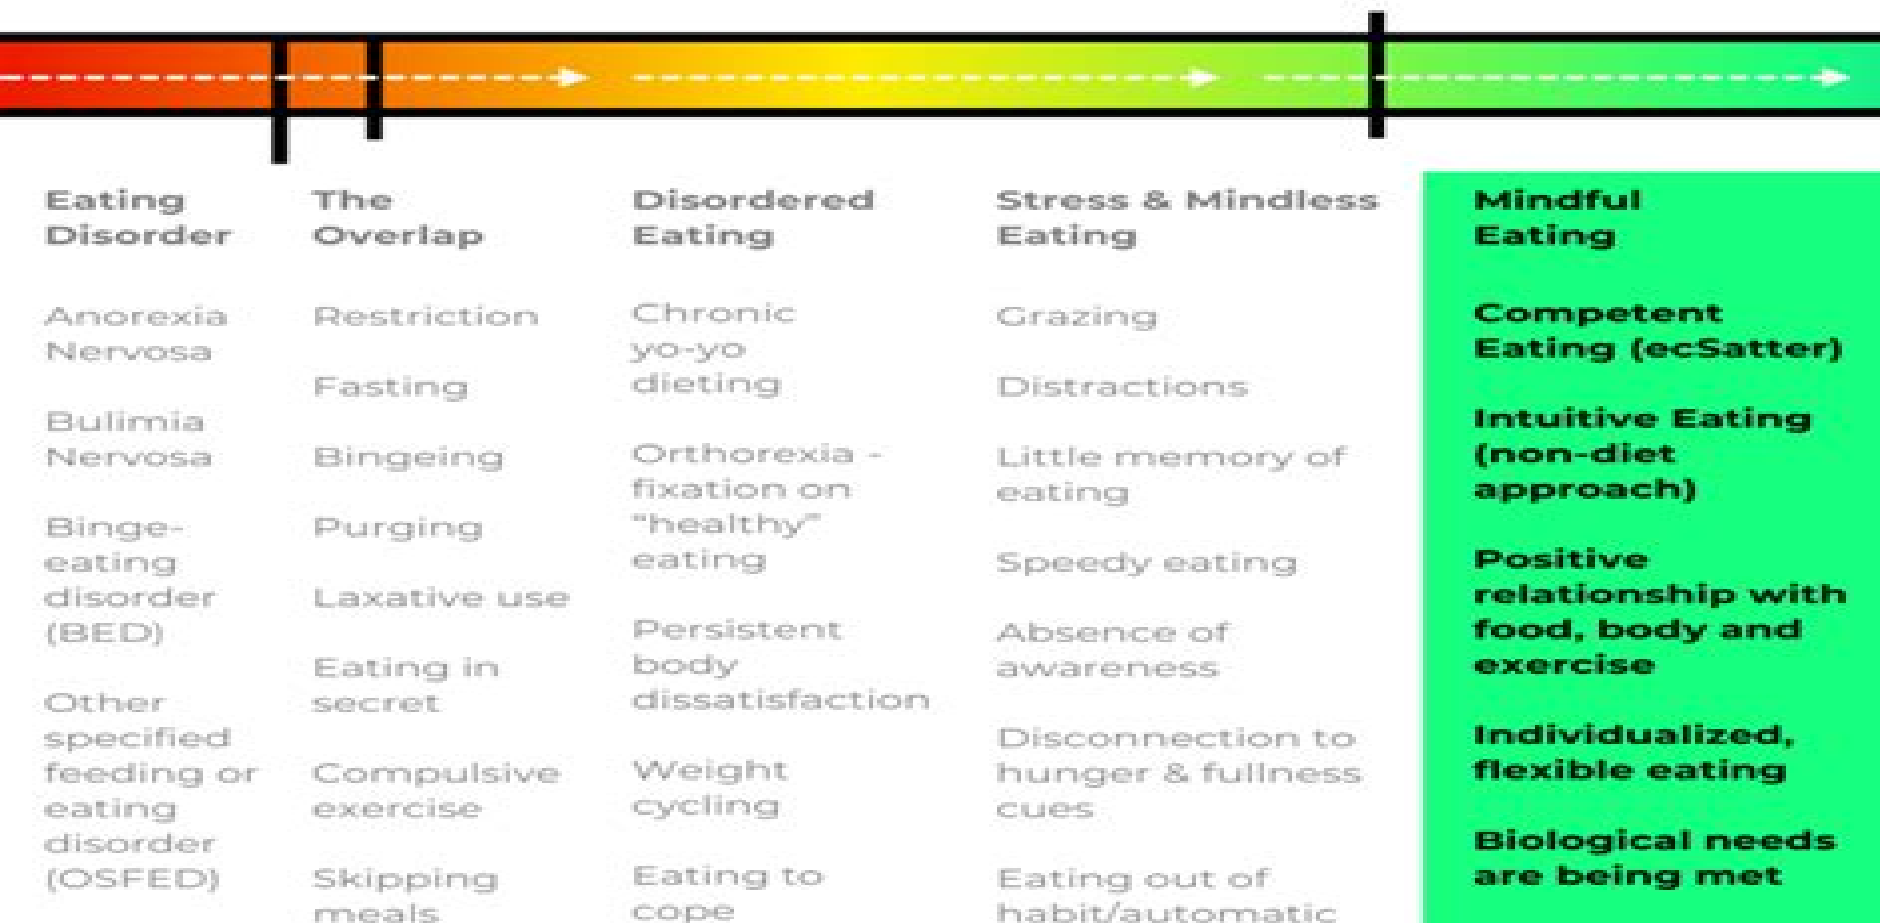 Eating
Disorder
Anorexia
Nervosa
Bulimia
Nervosa
Binge-
eating
disorder
(BED)
Other
specified
feeding or
eating
disorder
(OSFED)
The
Overlap
Restriction
Fasting
Bingeing
Purging
Laxative use
Eating in
secret
Compulsive
exercise
Skipping
meals
Disordered
Eating
Chronic
yo-yo
dieting
Orthorexia -
fixation on
“healthy”
eating
Persistent
body
dissatisfaction
Weight
cycling
Eating to
cope
Stress & Mindless
Eating
Grazing
Distractions
Little memory of
eating
Speedy eating
Absence of
awareness
Disconnection to
hunger & fullness
cues
Eating out of
habit/automatic
Mindful
Eating
Competent
Eating (ecSatter)
Intuitive Eating
(non-diet
approach)
Positive
relationship with
food, body and
exercise
Individualized,
flexible eating
Biological needs
are being met